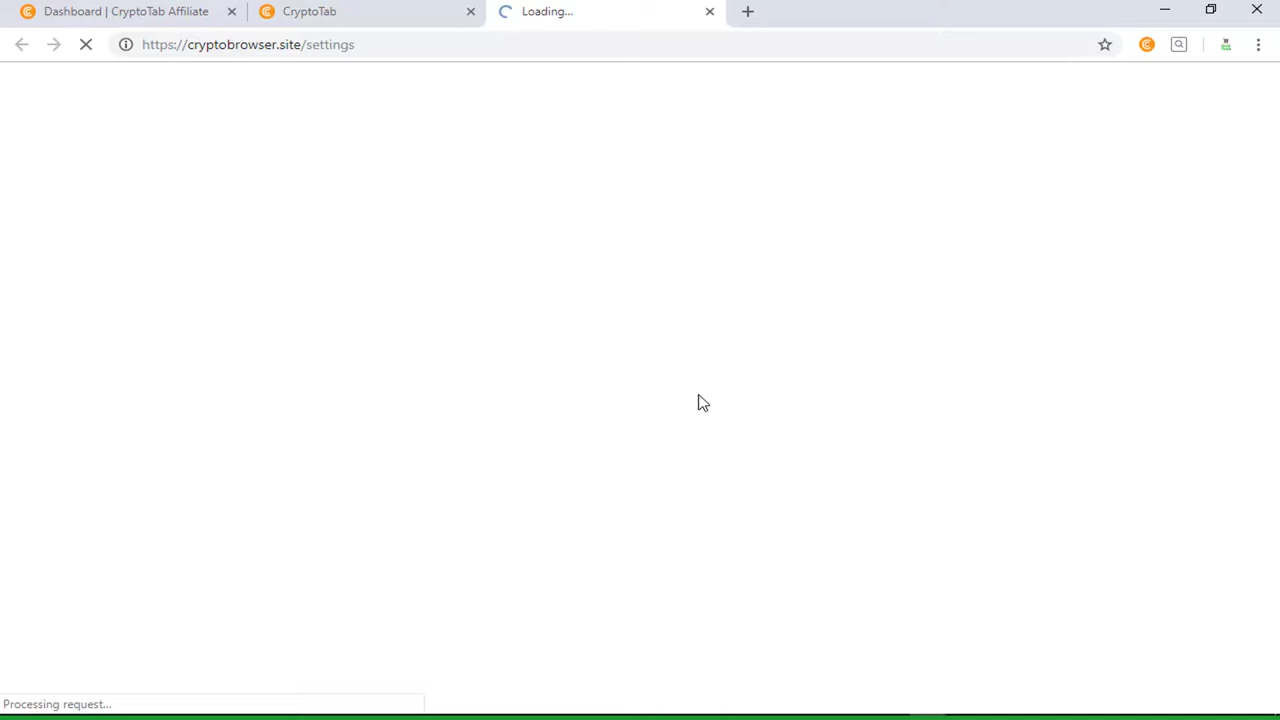 Dashboard | CryptoTab Affiliate
CryptoTab
Loading...
https://cryptobrowser.site/settings
Processing request...